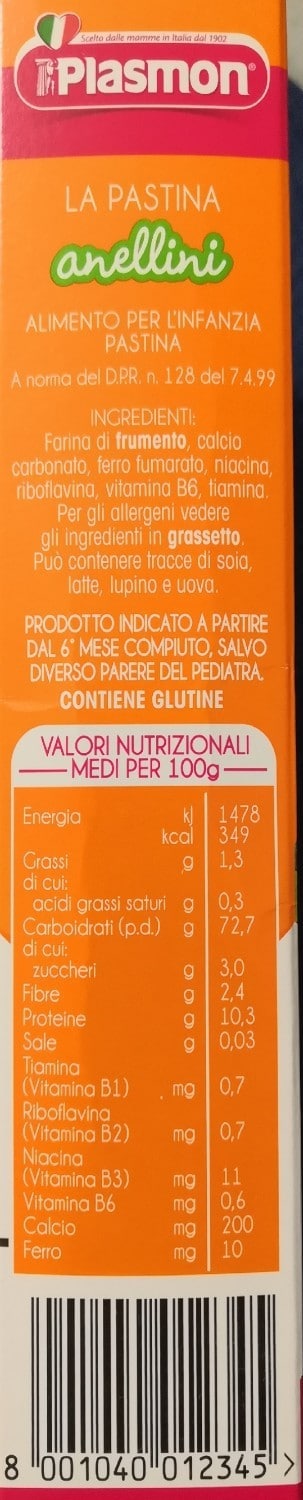 Scelto dalle mamme in Italia dal 1902
Plasmon®
LA PASTINA
anellini
ALIMENTO PER L'INFANZIA
PASTINA
A norma del D.P.R. n. 128 del 7.4.99
INGREDIENTI:
Farina di frumento, calcio
carbonato, ferro fumarato, niacina,
riboflavina, vitamina B6, tiamina.
Per gli allergeni vedere
gli ingredienti in grassetto.
Può contenere tracce di soia,
latte, lupino e uova.
PRODOTTO INDICATO A PARTIRE
DAL 6° MESE COMPIUTO, SALVO
DIVERSO PARERE DEL PEDIATRA.
CONTIENE GLUTINE
VALORI NUTRIZIONALI
MEDI PER 100g
Energia kJ 1478
kcal 349
Grassi g 1,3
di cui:
acidi grassi saturi g 0,3
Carboidrati (p.d.) g 72,7
di cui:
zuccheri g 3,0
Fibre g 2,4
Proteine g 10,3
Sale g 0,03
Tiamina
(Vitamina B1) mg 0,7
Riboflavina
(Vitamina B2) mg 0,7
Niacina
(Vitamina B3) mg 11
Vitamina B6 mg 0,6
Calcio mg 200
Ferro mg 10
8 001040 012345 >